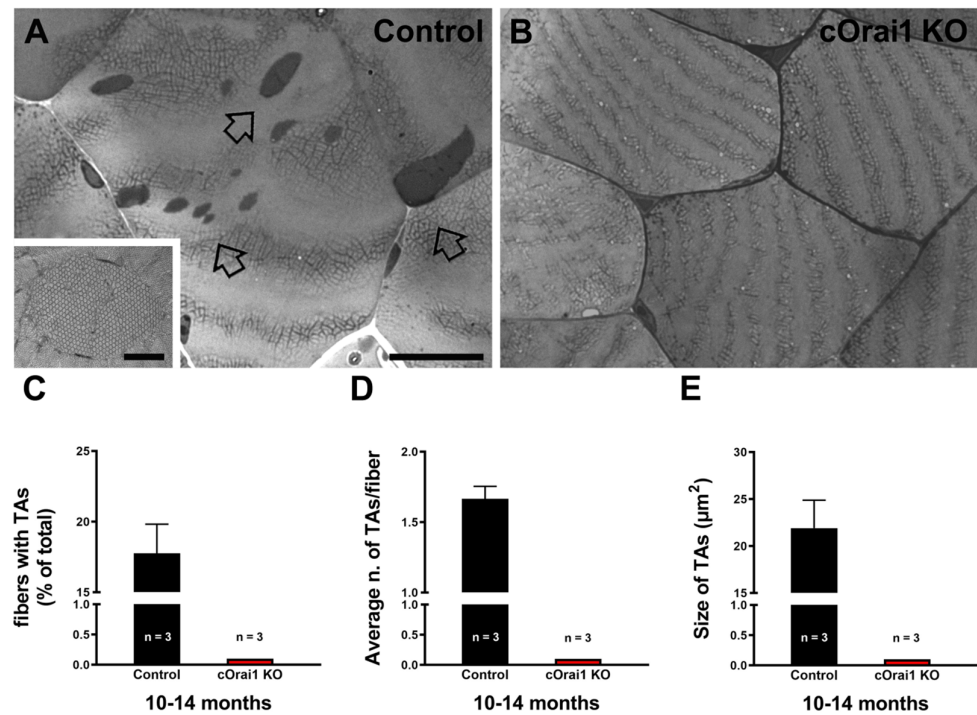 A Control
B cOrai1 KO
C
D
E
fibers with TAs
(% of total)
25
20
15
1.0
0.5
0.0
n = 3
n = 3
Control
cOrai1 KO
10-14 months
Average n. of TAs/fiber
2.0
1.5
1.0
1.0
0.5
0.0
n = 3
n = 3
Control
cOrai1 KO
10-14 months
Size of TAs (µm²)
30
25
20
15
1.0
0.5
0.0
n = 3
n = 3
Control
cOrai1 KO
10-14 months